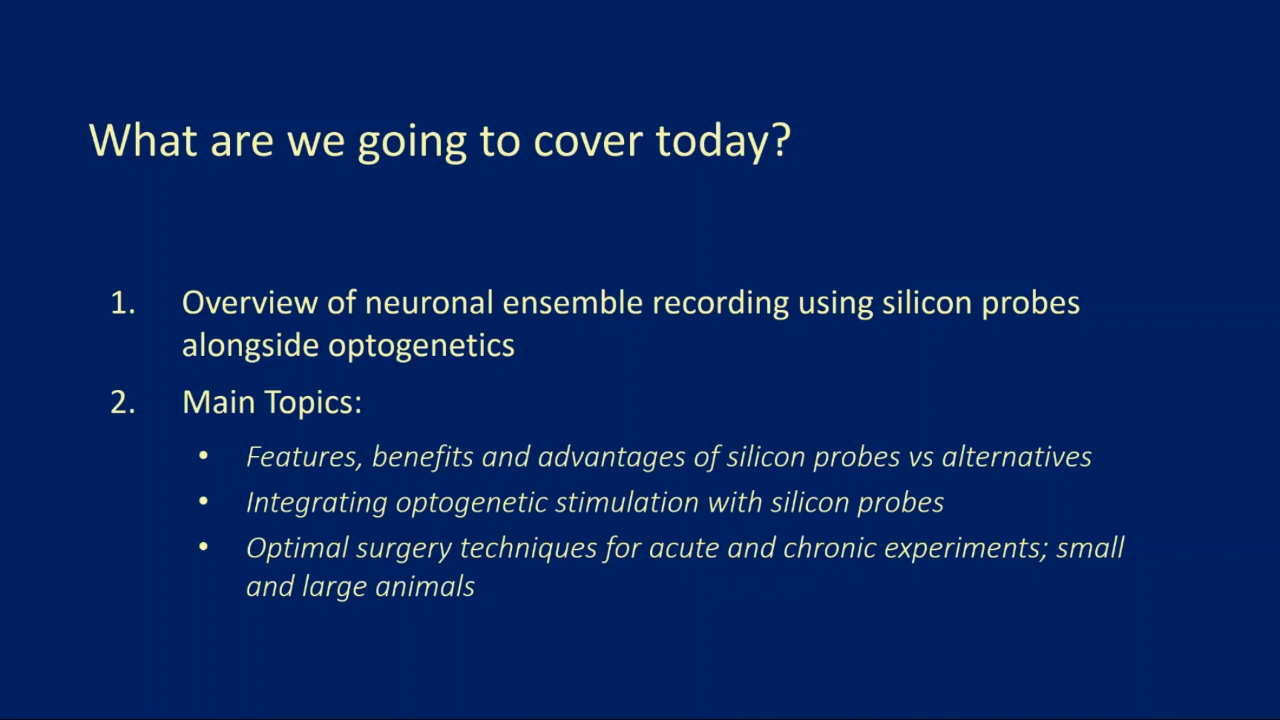 What are we going to cover today?
1. Overview of neuronal ensemble recording using silicon probes
alongside optogenetics
2. Main Topics:
• Features, benefits and advantages of silicon probes vs alternatives
• Integrating optogenetic stimulation with silicon probes
• Optimal surgery techniques for acute and chronic experiments; small
and large animals